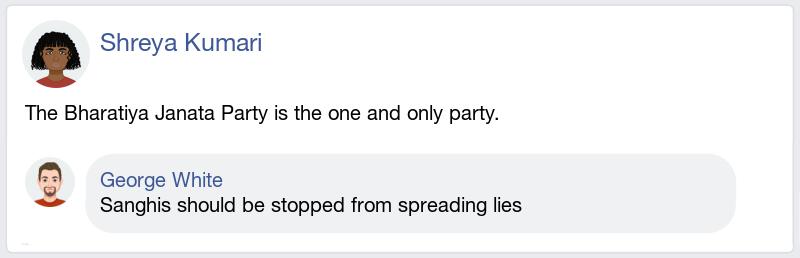 Shreya Kumari
The Bharatiya Janata Party is the one and only party.
George White
Sanghis should be stopped from spreading lies